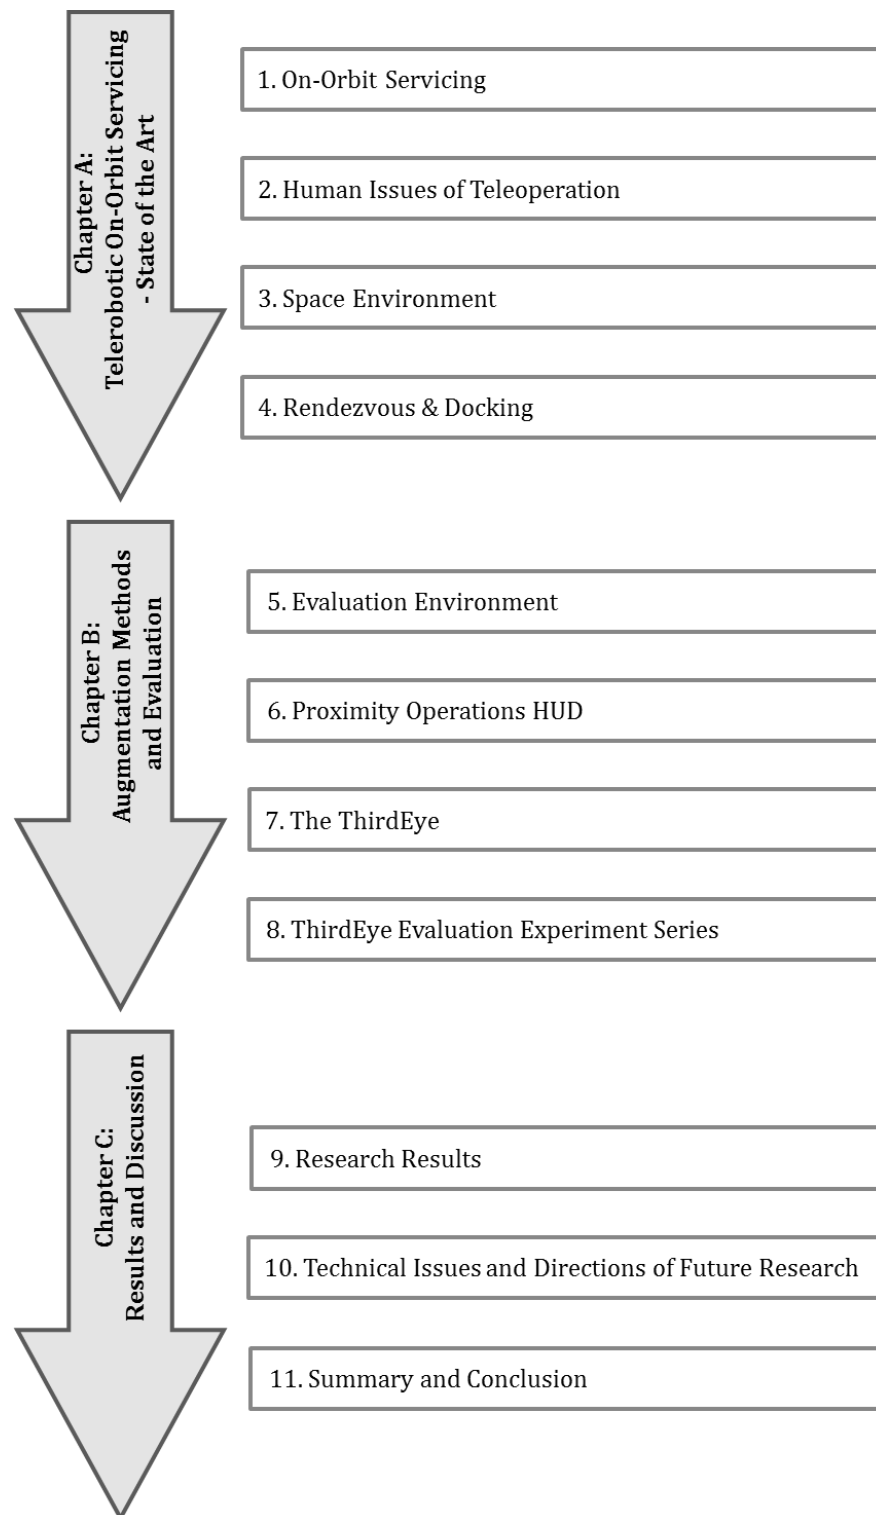 Chapter A:
Telerobotic On-Orbit Servicing
- State of the Art
1. On-Orbit Servicing
2. Human Issues of Teleoperation
3. Space Environment
4. Rendezvous & Docking
Chapter B:
Augmentation Methods
and Evaluation
5. Evaluation Environment
6. Proximity Operations HUD
7. The ThirdEye
8. ThirdEye Evaluation Experiment Series
Chapter C:
Results and Discussion
9. Research Results
10. Technical Issues and Directions of Future Research
11. Summary and Conclusion